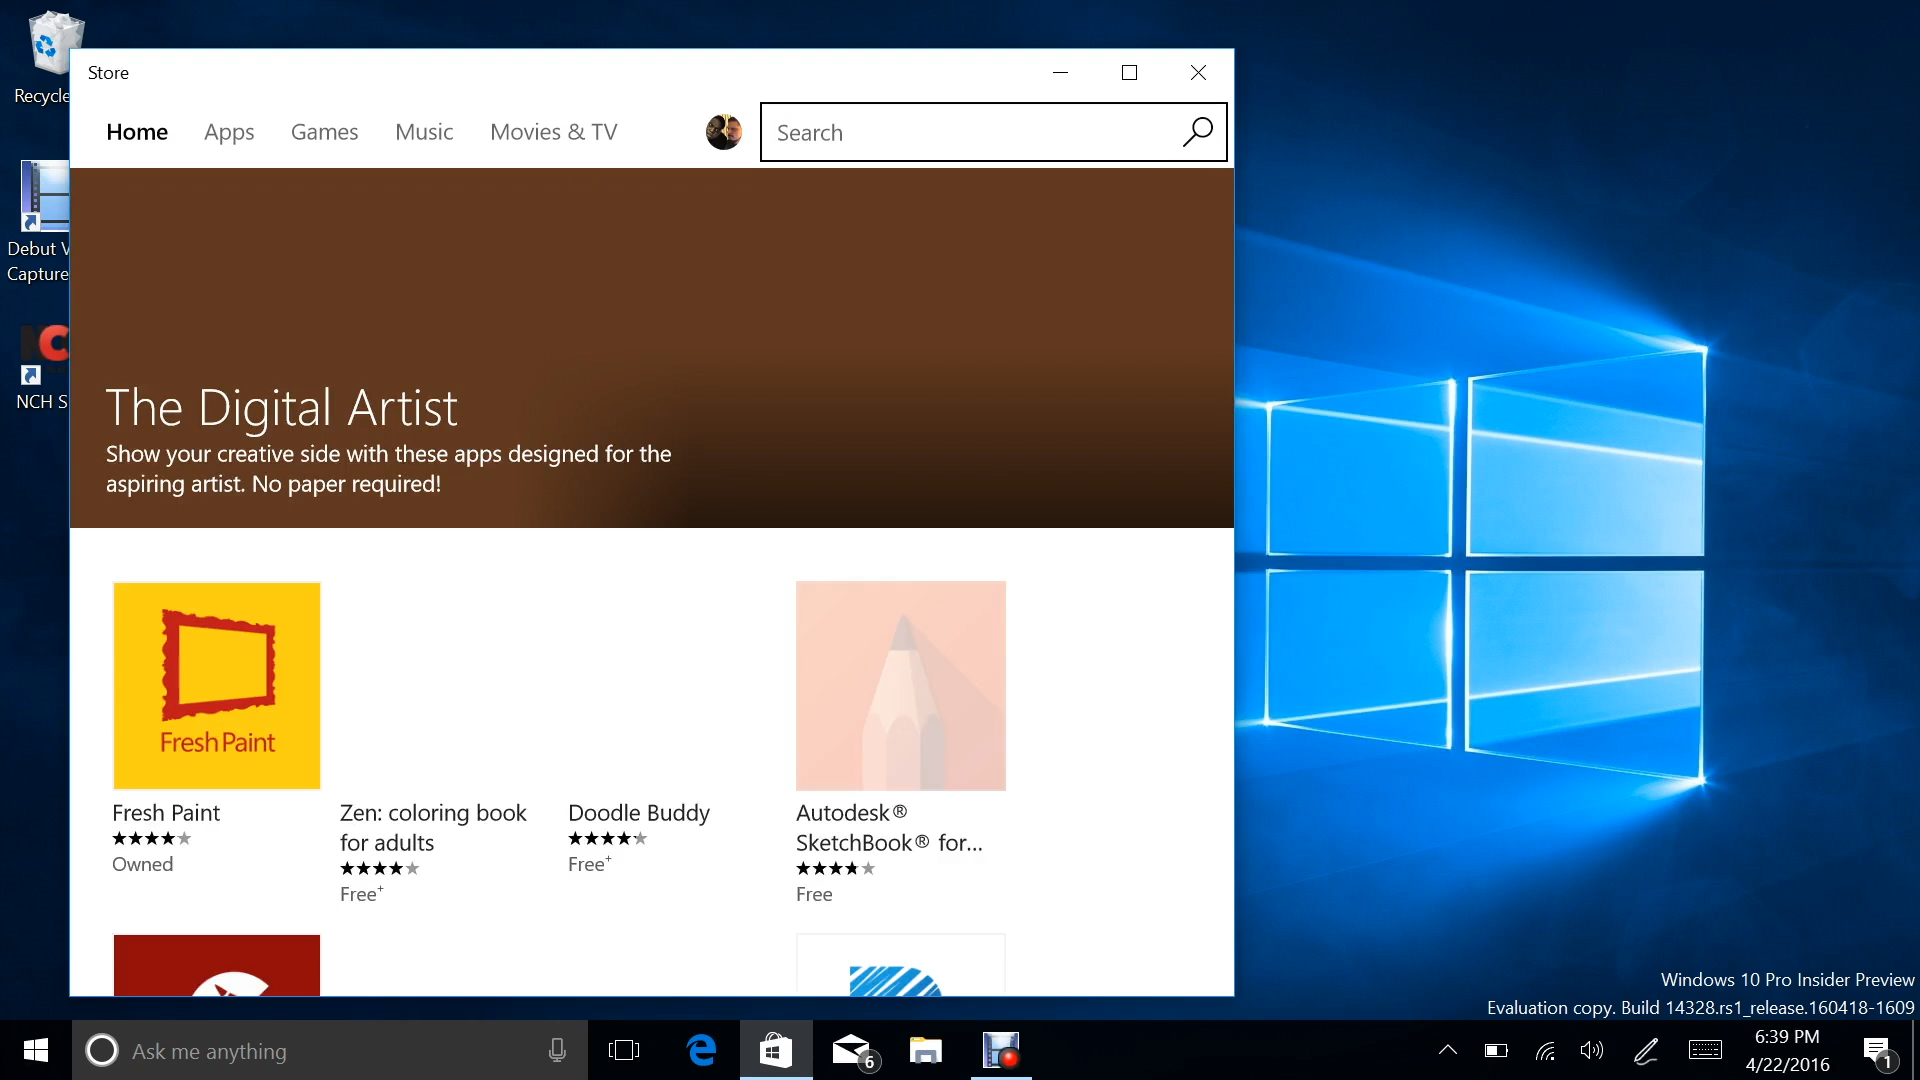 Recycle
Debut V
Capture
NCH S
Store
Home Apps Games Music Movies & TV
Search
The Digital Artist
Show your creative side with these apps designed for the
aspiring artist. No paper required!
Fresh Paint
Fresh Paint
Owned
Zen: coloring book
for adults
Free+
Doodle Buddy
Free+
Autodesk®
SketchBook® for...
Free
Windows 10 Pro Insider Preview
Evaluation copy. Build 14328.rs1_release.160418-1609
Ask me anything
6
6:39 PM
4/22/2016
1